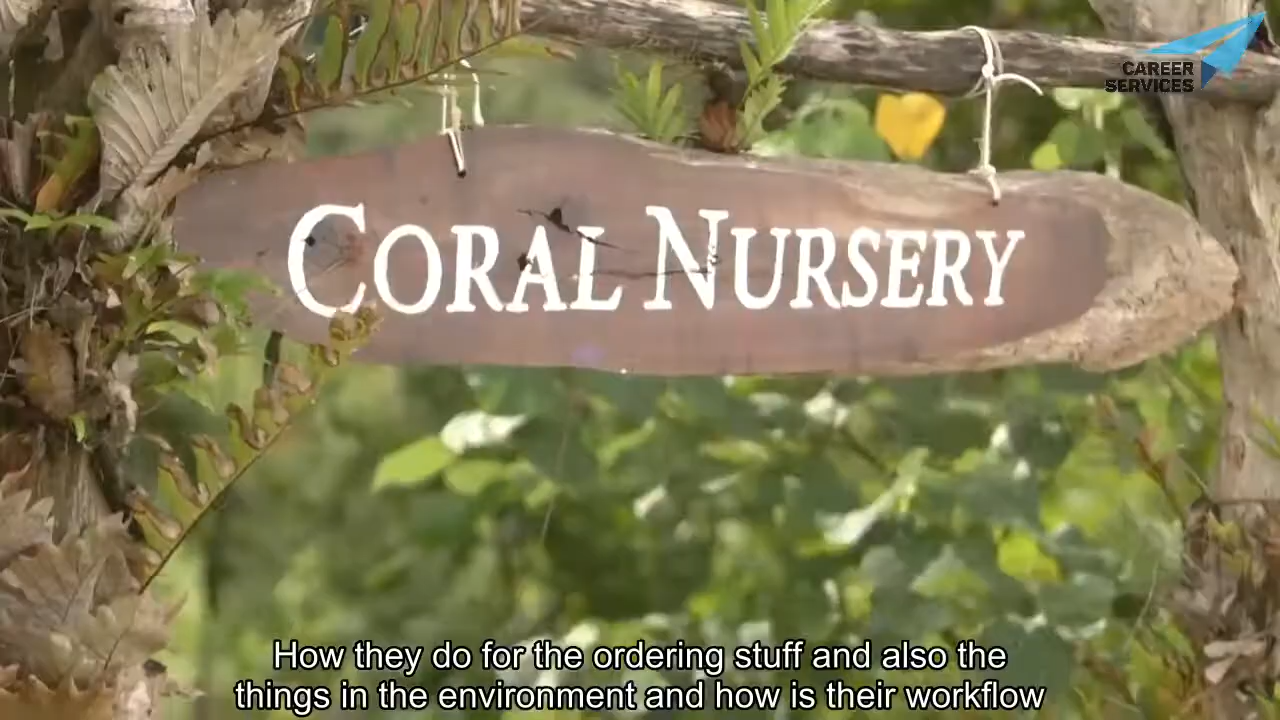 CAREER
SERVICES
CORAL NURSERY
How they do for the ordering stuff and also the
things in the environment and how is their workflow